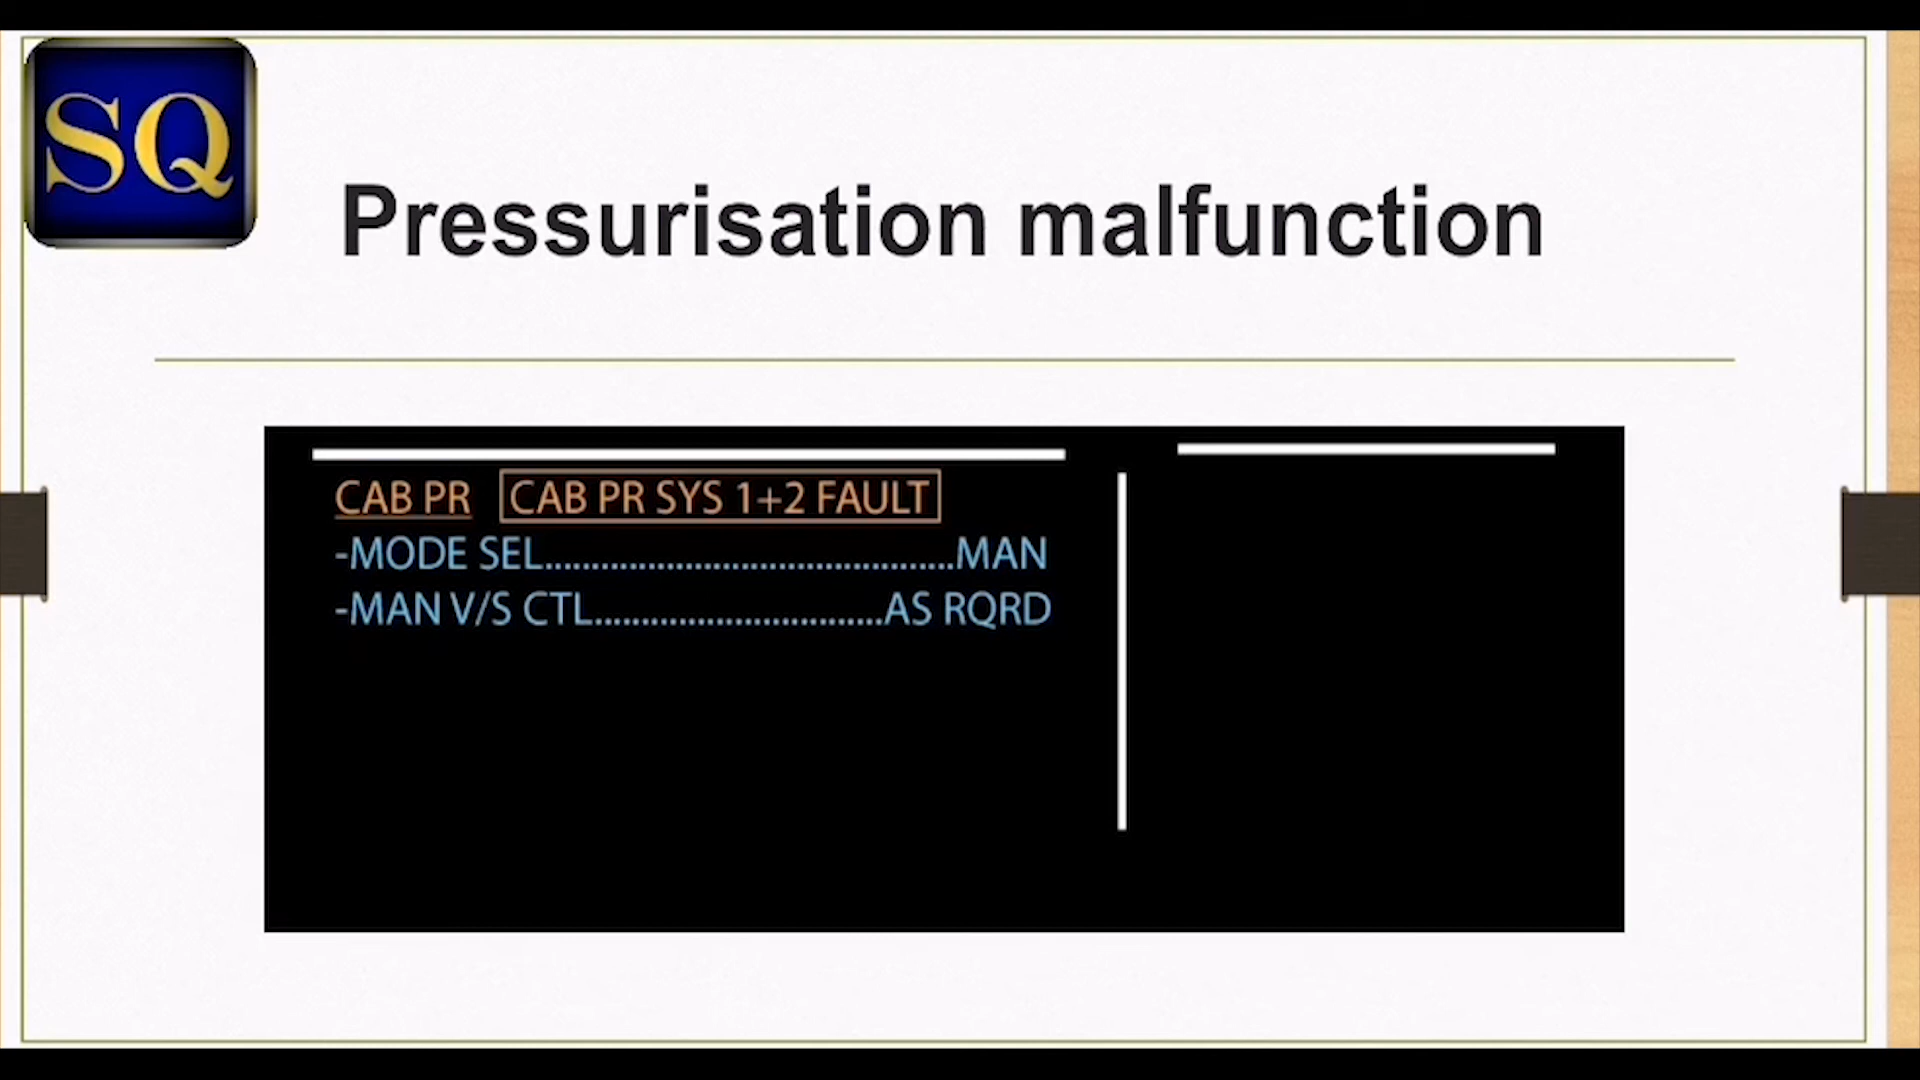 SQ
Pressurisation malfunction
CAB PR CAB PR SYS 1+2 FAULT
-MODE SEL............................................MAN
-MAN V/S CTL...............................AS RQRD